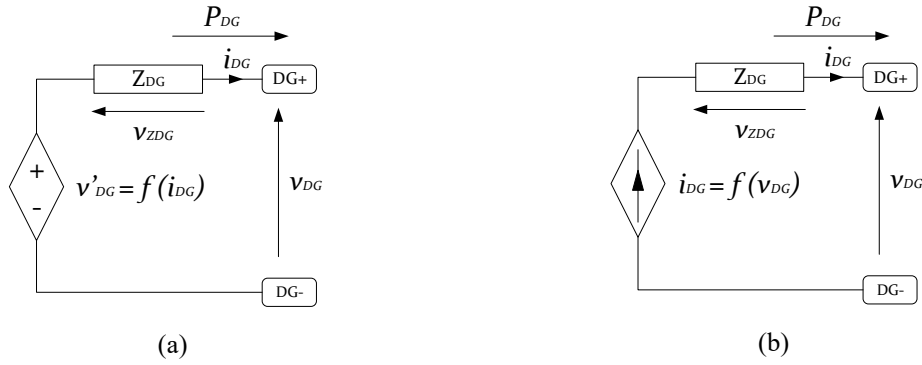 P_DG
i_DG
Z_DG
DG+
v_ZDG
+
-
v'_DG = f(i_DG)
v_DG
DG-
(a)
P_DG
i_DG
Z_DG
DG+
v_ZDG
i_DG = f(v_DG)
v_DG
DG-
(b)